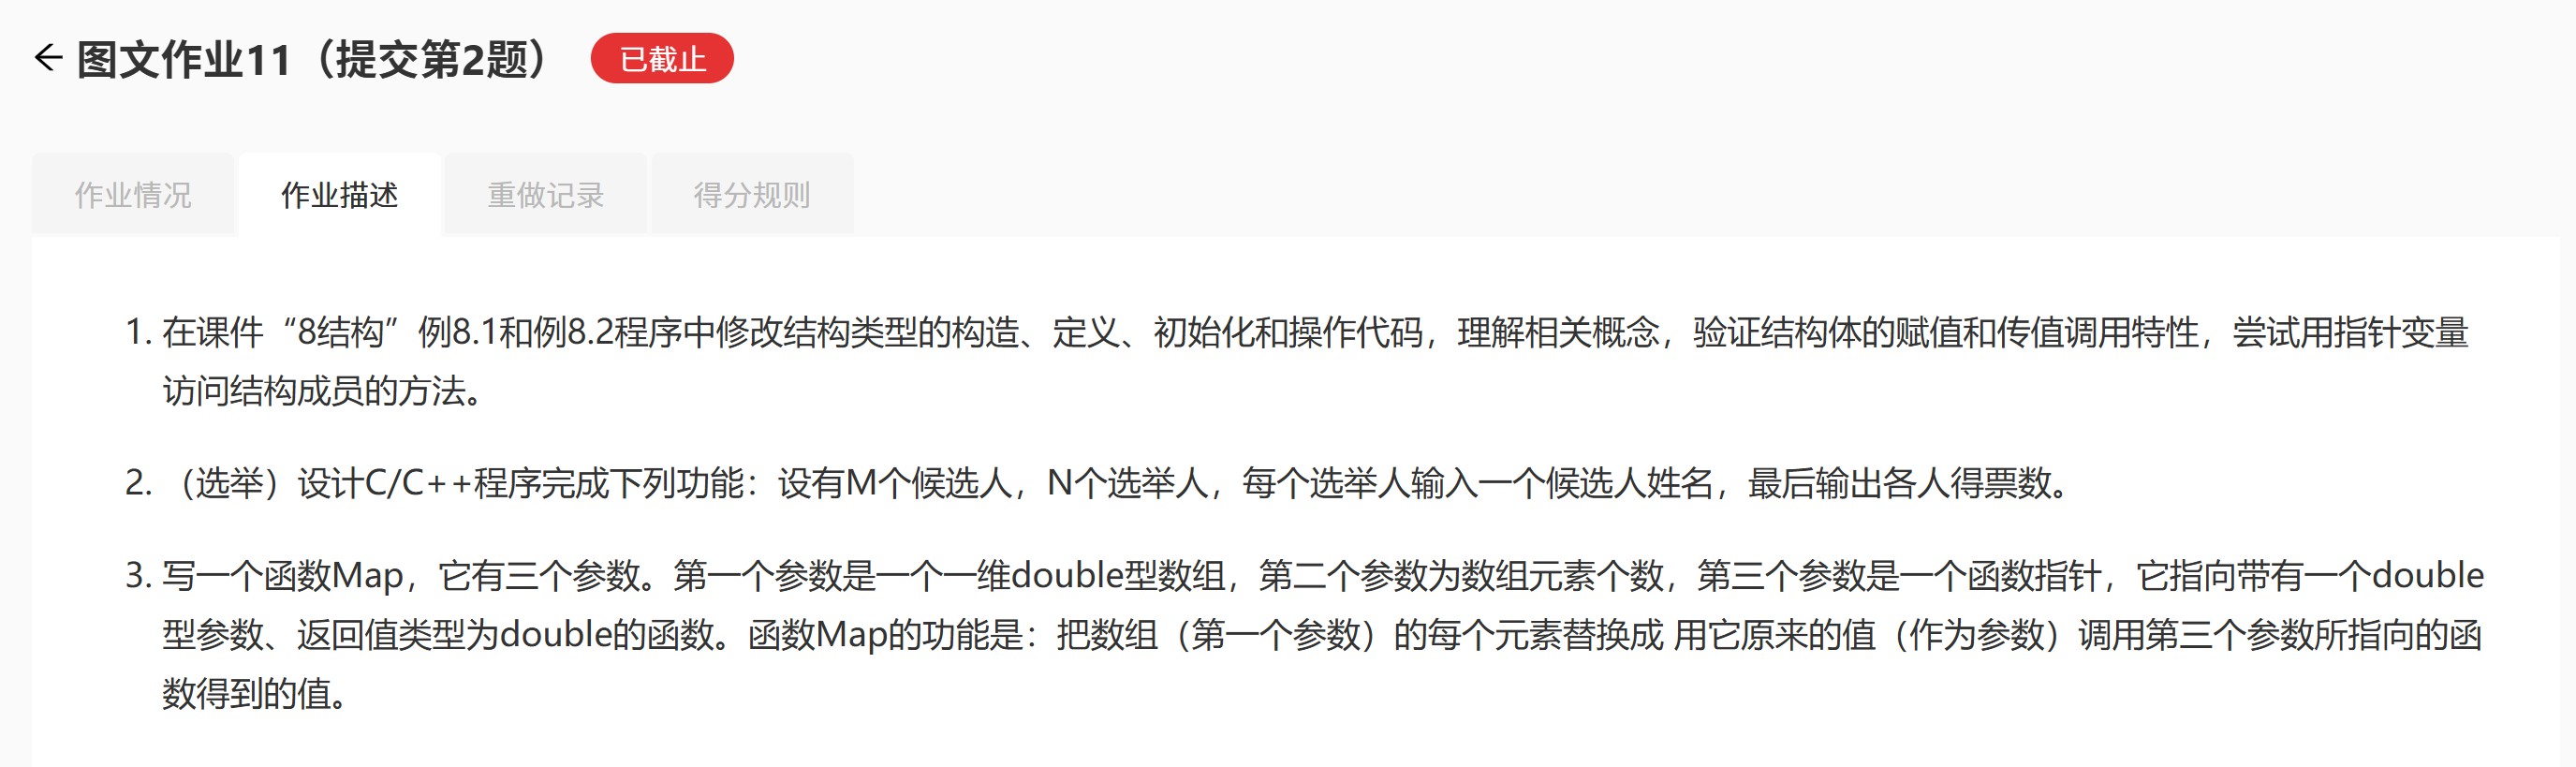 图文作业11（提交第2题） 已截止
作业情况 作业描述 重做记录 得分规则
1. 在课件“8结构”例8.1和例8.2程序中修改结构类型的构造、定义、初始化和操作代码，理解相关概念，验证结构体的赋值和传值调用特性，尝试用指针变量
访问结构成员的方法。
2. （选举）设计C/C++程序完成下列功能：设有M个候选人，N个选举人，每个选举人输入一个候选人姓名，最后输出各人得票数。
3. 写一个函数Map，它有三个参数。第一个参数是一个一维double型数组，第二个参数为数组元素个数，第三个参数是一个函数指针，它指向带有一个double
型参数、返回值类型为double的函数。函数Map的功能是：把数组（第一个参数）的每个元素替换成 用它原来的值（作为参数）调用第三个参数所指向的函
数得到的值。